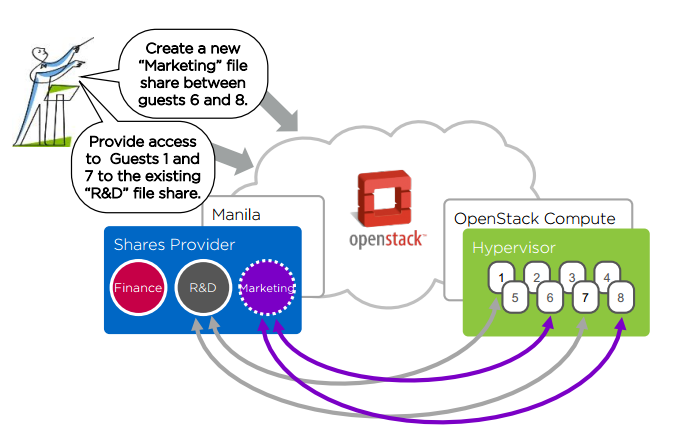 Create a new
“Marketing” file
share between
guests 6 and 8.
Provide access
to Guests 1 and
7 to the existing
“R&D” file share.
Manila
Shares Provider
Finance
R&D
Marketing
openstack™
OpenStack Compute
Hypervisor
1 2 3 4
5 6 7 8